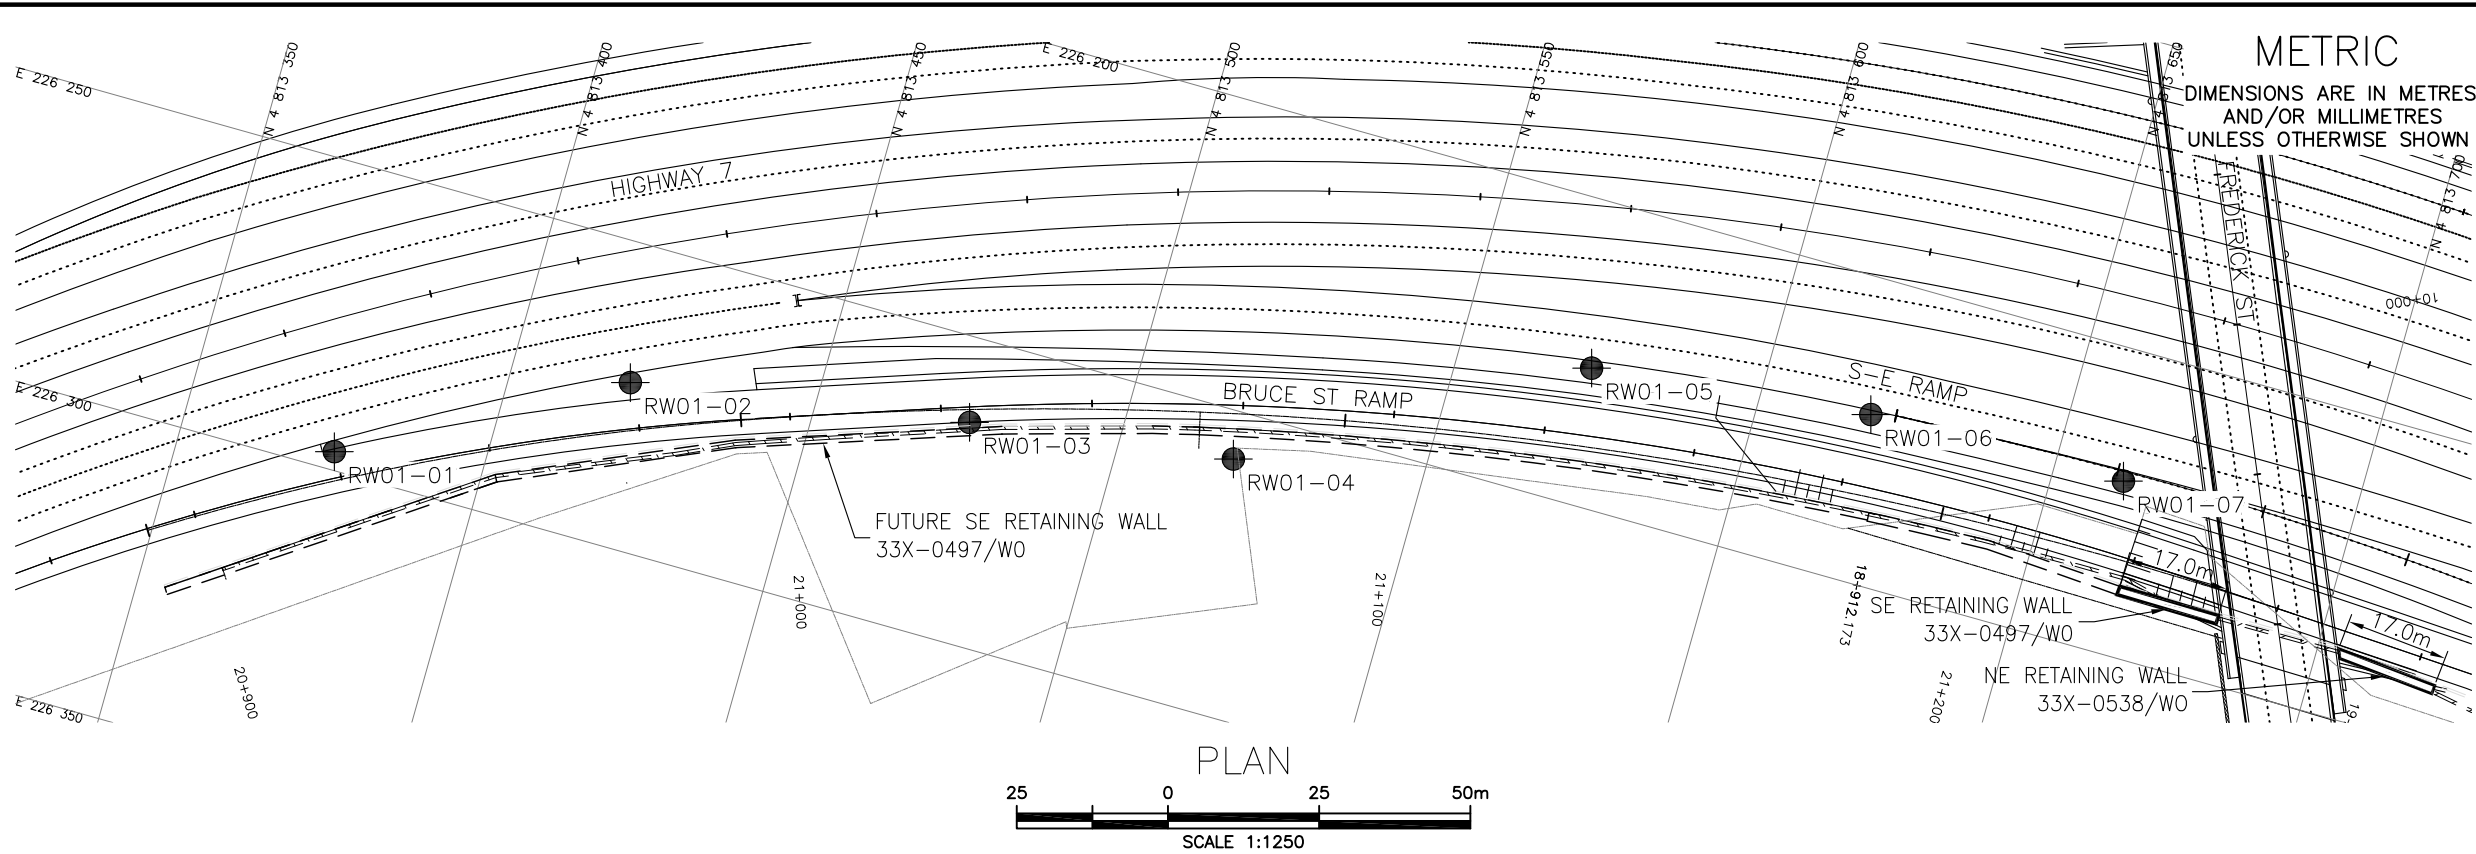 METRIC
DIMENSIONS ARE IN METRES
AND/OR MILLIMETRES
UNLESS OTHERWISE SHOWN
N 4 813 350
N 4 813 400
N 4 813 450
N 4 813 500
N 4 813 550
N 4 813 600
N 4 813 650
N 4 813 700
E 226 200
E 226 250
E 226 300
E 226 350
HIGHWAY 7
FREDERICK ST
10+000
S-E RAMP
BRUCE ST RAMP
RW01-01
RW01-02
RW01-03
RW01-04
RW01-05
RW01-06
RW01-07
FUTURE SE RETAINING WALL
33X-0497/W0
17.0m
SE RETAINING WALL
33X-0497/W0
17.0m
NE RETAINING WALL
33X-0538/W0
20+900
21+000
21+100
18-912.173
21+200
PLAN
25 0 25 50m
SCALE 1:1250